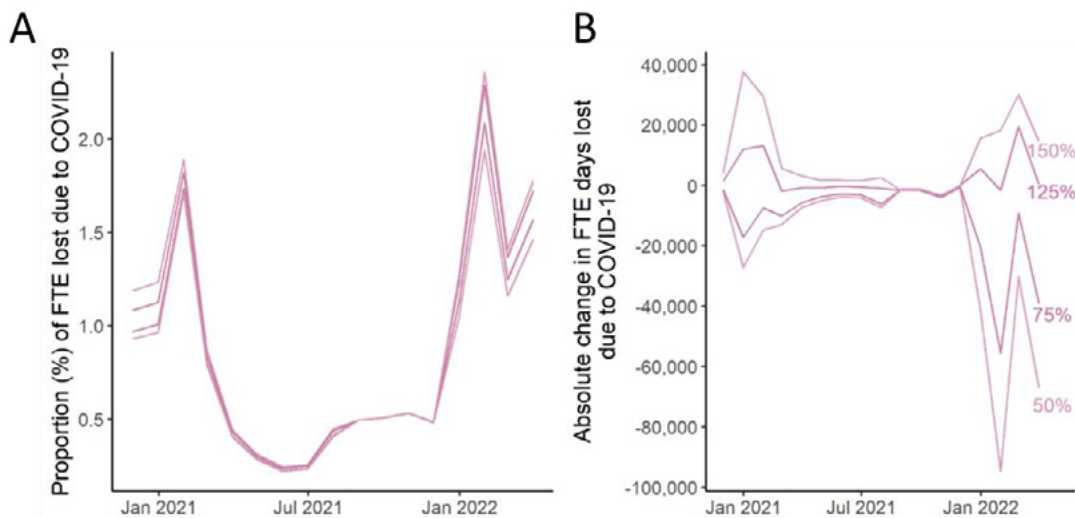 A
Proportion (%) of FTE lost due to COVID-19
2.0
1.5
1.0
0.5
Jan 2021
Jul 2021
Jan 2022
B
Absolute change in FTE days lost
due to COVID-19
40,000
20,000
0
-20,000
-40,000
-60,000
-80,000
-100,000
150%
125%
75%
50%
Jan 2021
Jul 2021
Jan 2022